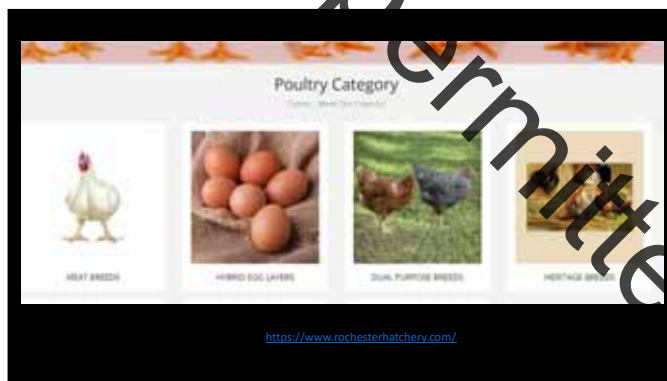 Poultry Category
MEAT BREEDS
HYBRID EGG LAYERS
DUAL PURPOSE BREEDS
HERITAGE BREEDS
https://www.rochesterhatchery.com/